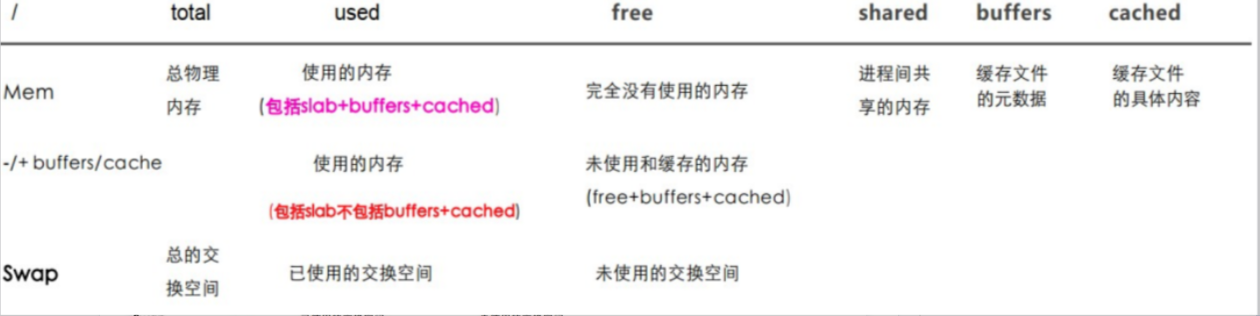 / total used free shared buffers cached
总物理 使用的内存 进程间共 缓存文件 缓存文件
Mem 完全没有使用的内存 的元数据 的具体内容
内存 (包括slab+buffers+cached) 享的内存
-/+ buffers/cache 使用的内存 未使用和缓存的内存
(free+buffers+cached)
(包括slab不包括buffers+cached)
总的交
Swap 已使用的交换空间 未使用的交换空间
换空间